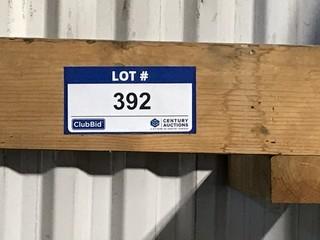 LOT #
392
ClubBid
CENTURY
AUCTIONS